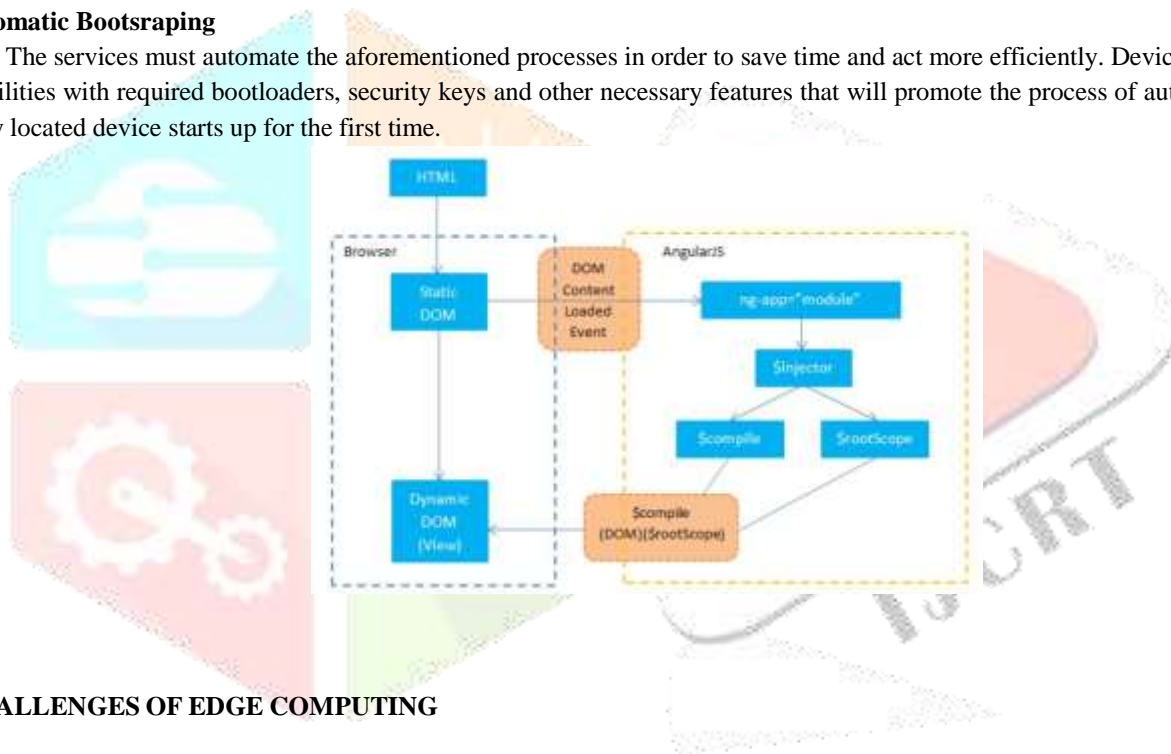 omatic Bootsraping
The services must automate the aforementioned processes in order to save time and act more efficiently. Devic
ilities with required bootloaders, security keys and other necessary features that will promote the process of aut
y located device starts up for the first time.
HTML
Browser
AngularJS
DOM
Content
Loaded
Event
Static
DOM
ng-app="module"
$injector
$compile
$rootScope
Dynamic
DOM
(View)
$compile
(DOM)($rootScope)
IJCRT
ALLENGES OF EDGE COMPUTING